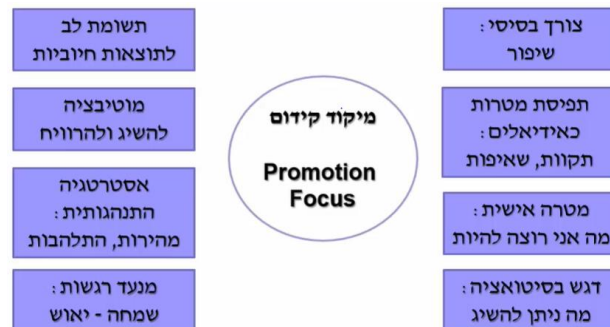 צורך בסיסי:
שיפור
תפיסת מטרות
כאידיאלים:
תקוות, שאיפות
מטרה אישית:
מה אני רוצה להיות
דגש בסיטואציה:
מה ניתן להשיג
מיקוד קידום
Promotion
Focus
תשומת לב
לתוצאות חיוביות
מוטיבציה
להשיג ולהרוויח
אסטרטגיה
התנהגותית:
מהירות, התלהבות
מנעד רגשות:
שמחה - יאוש